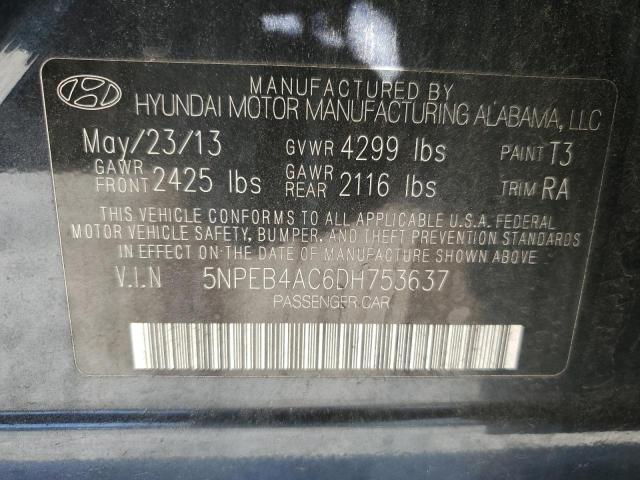 MANUFACTURED BY
HYUNDAI MOTOR MANUFACTURING ALABAMA, LLC
May/23/13 GVWR 4299 lbs PAINT T3
GAWR FRONT 2425 lbs GAWR REAR 2116 lbs TRIM RA
THIS VEHICLE CONFORMS TO ALL APPLICABLE U.S.A. FEDERAL
MOTOR VEHICLE SAFETY, BUMPER, AND THEFT PREVENTION STANDARDS
IN EFFECT ON THE DATE OF MANUFACTURE SHOWN ABOVE.
V.I.N 5NPEB4AC6DH753637
PASSENGER CAR